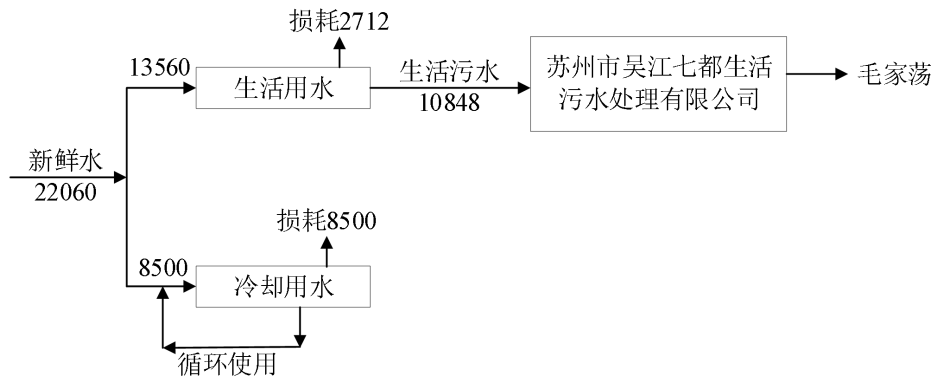 损耗2712
13560
生活用水
生活污水
10848
苏州市吴江七都生活
污水处理有限公司
毛家荡
新鲜水
22060
损耗8500
8500
冷却用水
循环使用